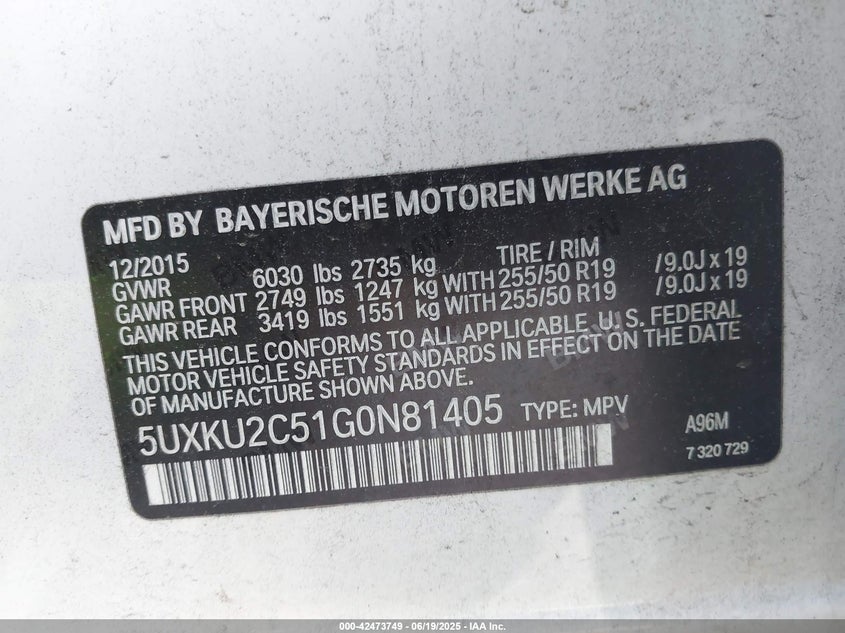 MFD BY BAYERISCHE MOTOREN WERKE AG
12/2015 TIRE / RIM
GVWR 6030 lbs 2735 kg
GAWR FRONT 2749 lbs 1247 kg WITH 255/50 R19 /9.0J x 19
GAWR REAR 3419 lbs 1551 kg WITH 255/50 R19 /9.0J x 19
THIS VEHICLE CONFORMS TO ALL APPLICABLE U. S. FEDERAL
MOTOR VEHICLE SAFETY STANDARDS IN EFFECT ON THE DATE
OF MANUFACTURE SHOWN ABOVE.
5UXKU2C51G0N81405 TYPE: MPV A96M
7 320 729
000-42473749 - 06/19/2025 - IAA Inc.